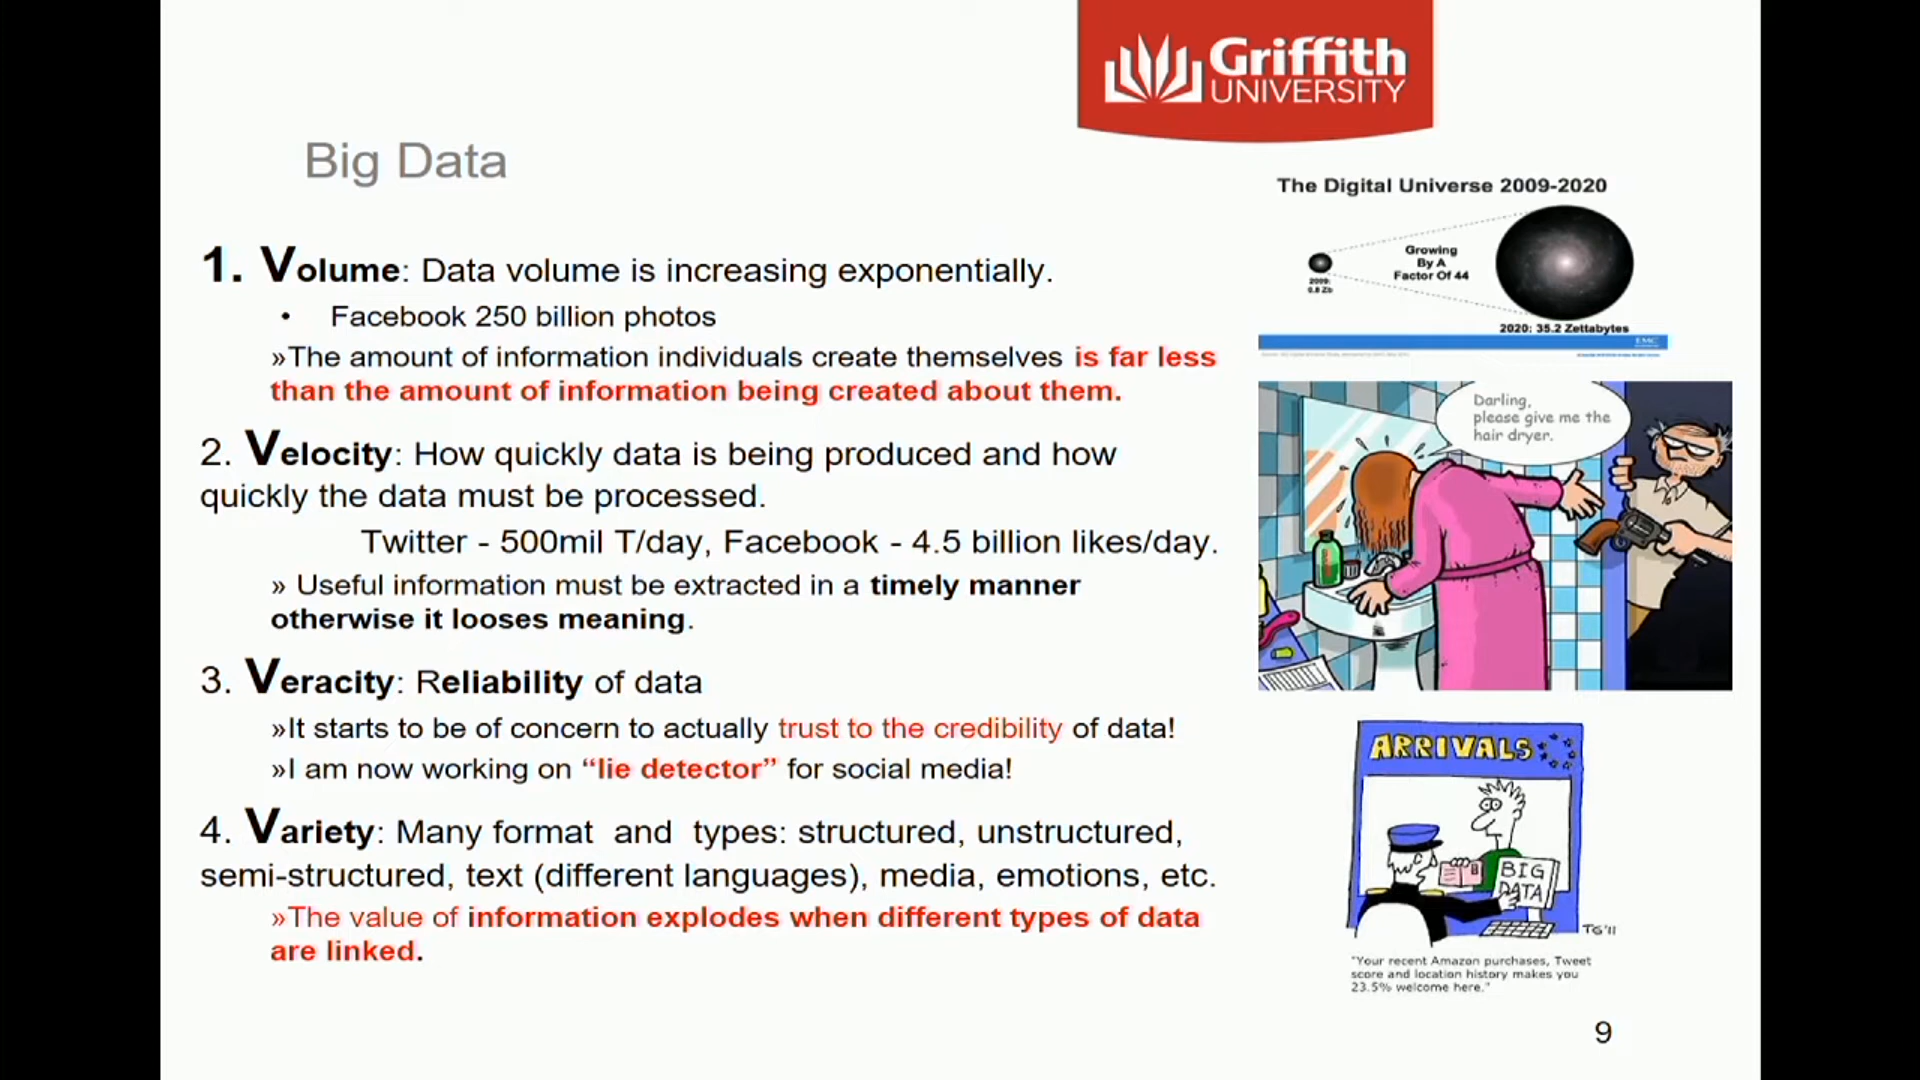 Griffith
UNIVERSITY
Big Data
The Digital Universe 2009-2020
Growing
By A
Factor Of 44
2009:
0.8 Zb
2020: 35.2 Zettabytes
EMC
1. Volume: Data volume is increasing exponentially.
• Facebook 250 billion photos
»The amount of information individuals create themselves is far less
than the amount of information being created about them.
2. Velocity: How quickly data is being produced and how
quickly the data must be processed.
Twitter - 500mil T/day, Facebook - 4.5 billion likes/day.
» Useful information must be extracted in a timely manner
otherwise it looses meaning.
3. Veracity: Reliability of data
»It starts to be of concern to actually trust to the credibility of data!
»I am now working on “lie detector” for social media!
4. Variety: Many format and types: structured, unstructured,
semi-structured, text (different languages), media, emotions, etc.
»The value of information explodes when different types of data
are linked.
Darling,
please give me the
hair dryer.
ARRIVALS
BIG
DATA
TG'11
"Your recent Amazon purchases, Tweet
score and location history makes you
23.5% welcome here."
9